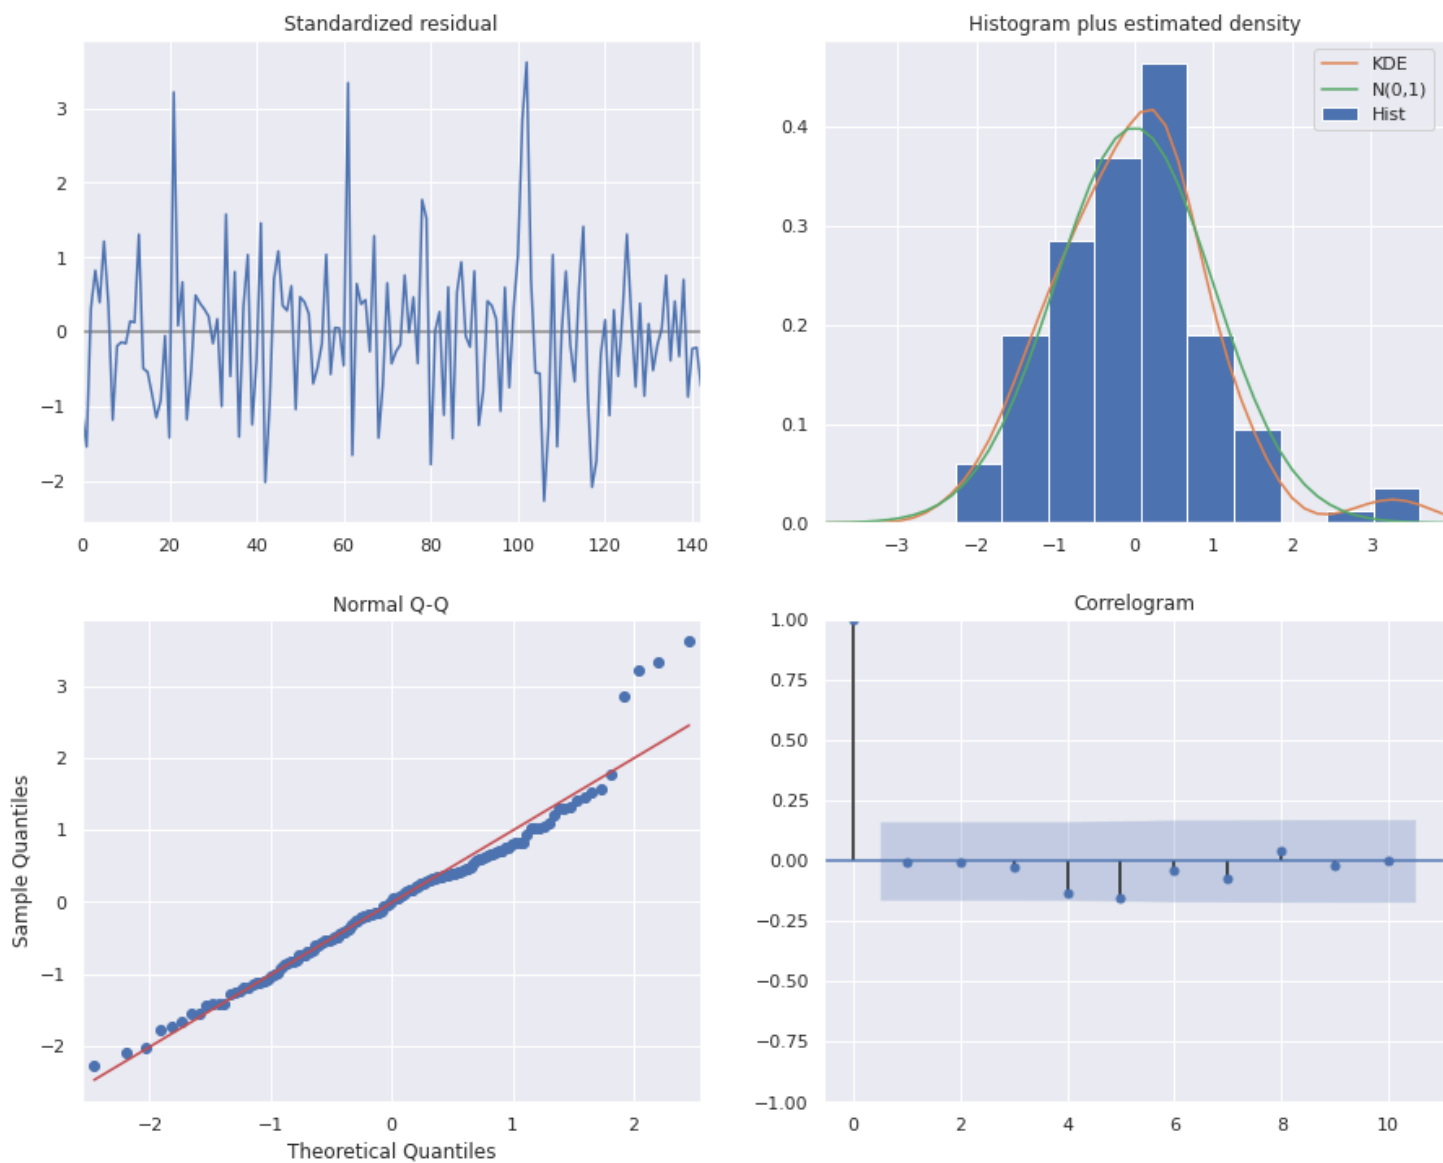 Standardized residual
3
2
1
0
−1
−2
0 20 40 60 80 100 120 140
Histogram plus estimated density
KDE
N(0,1)
Hist
0.4
0.3
0.2
0.1
0.0
−3 −2 −1 0 1 2 3
Normal Q-Q
Sample Quantiles
3
2
1
0
−1
−2
−2 −1 0 1 2
Theoretical Quantiles
Correlogram
1.00
0.75
0.50
0.25
0.00
−0.25
−0.50
−0.75
−1.00
0 2 4 6 8 10